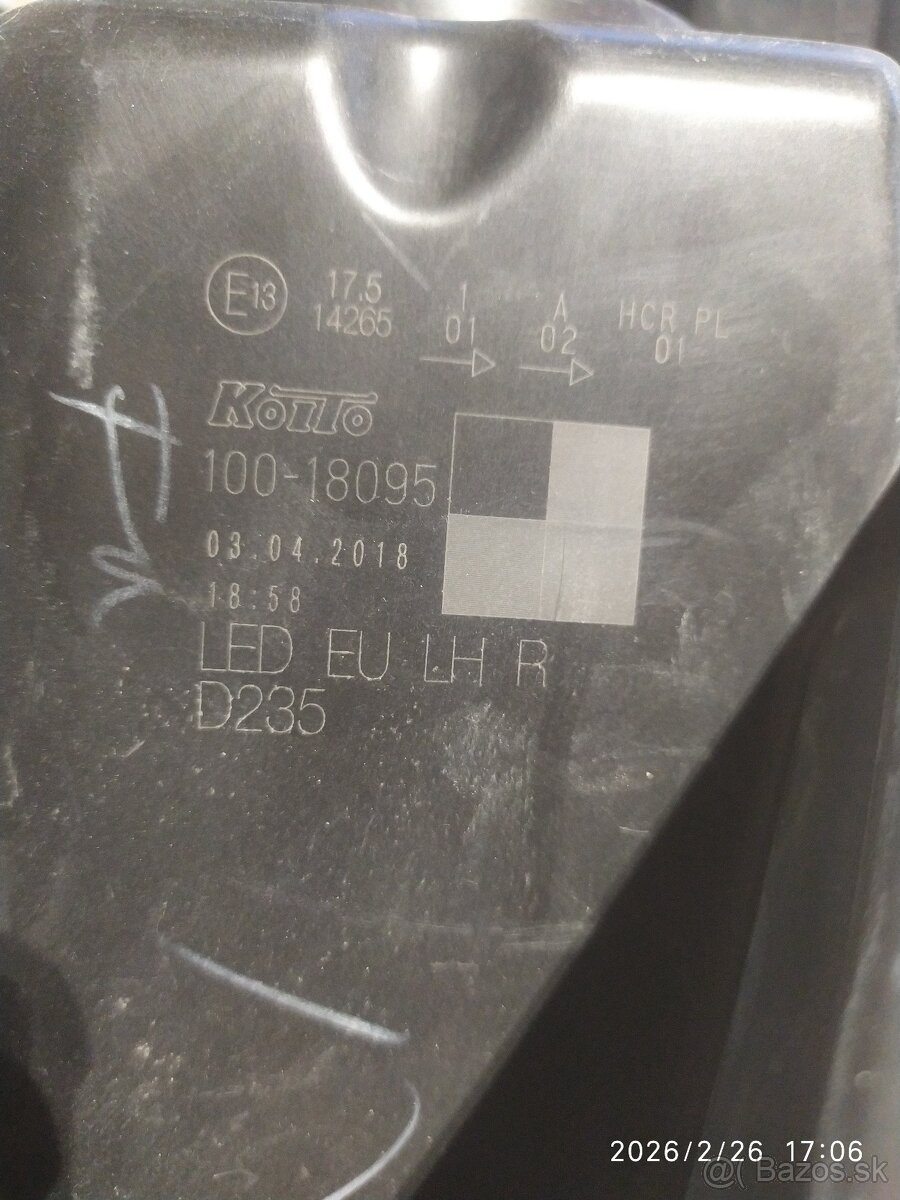 E13 17.5 1 A HCR PL
14265 01 02 01
KOITO
100-18095
03.04.2018
18:58
LED EU LH R
D235
2026/2/26 17:06
@( Bazos.sk